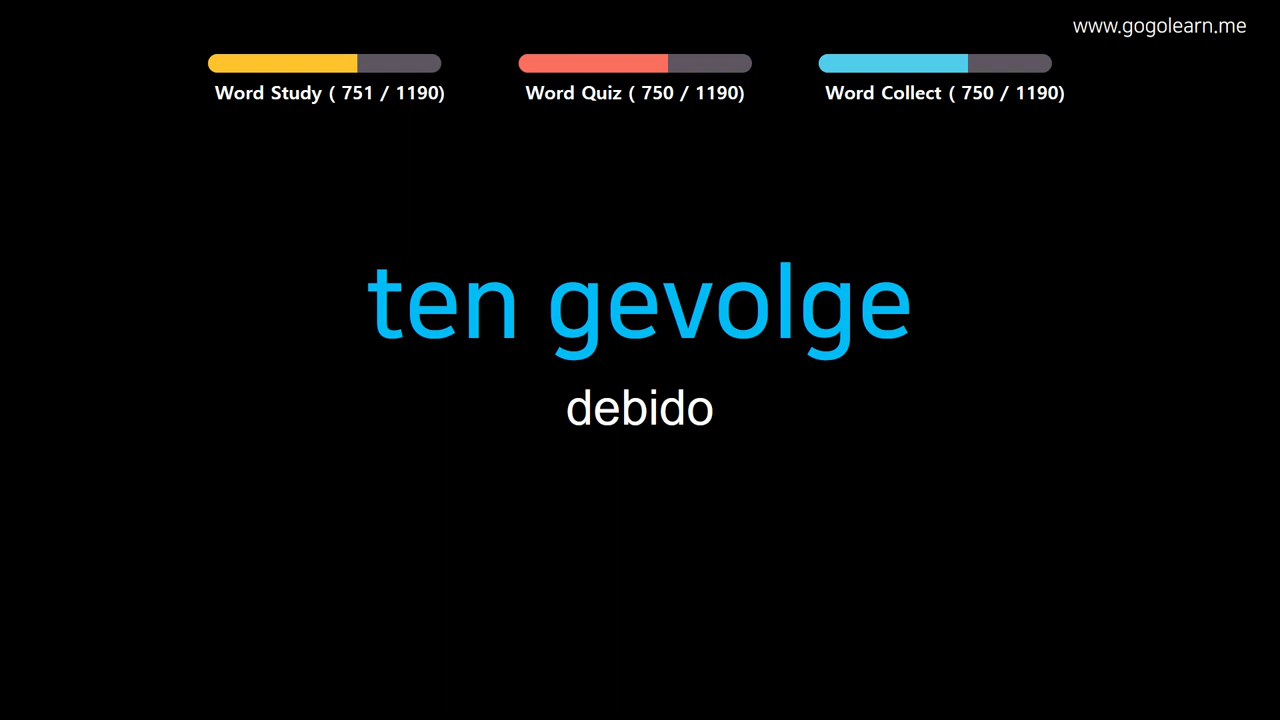 www.gogolearn.me
Word Study ( 751 / 1190)
Word Quiz ( 750 / 1190)
Word Collect ( 750 / 1190)
ten gevolge
debido